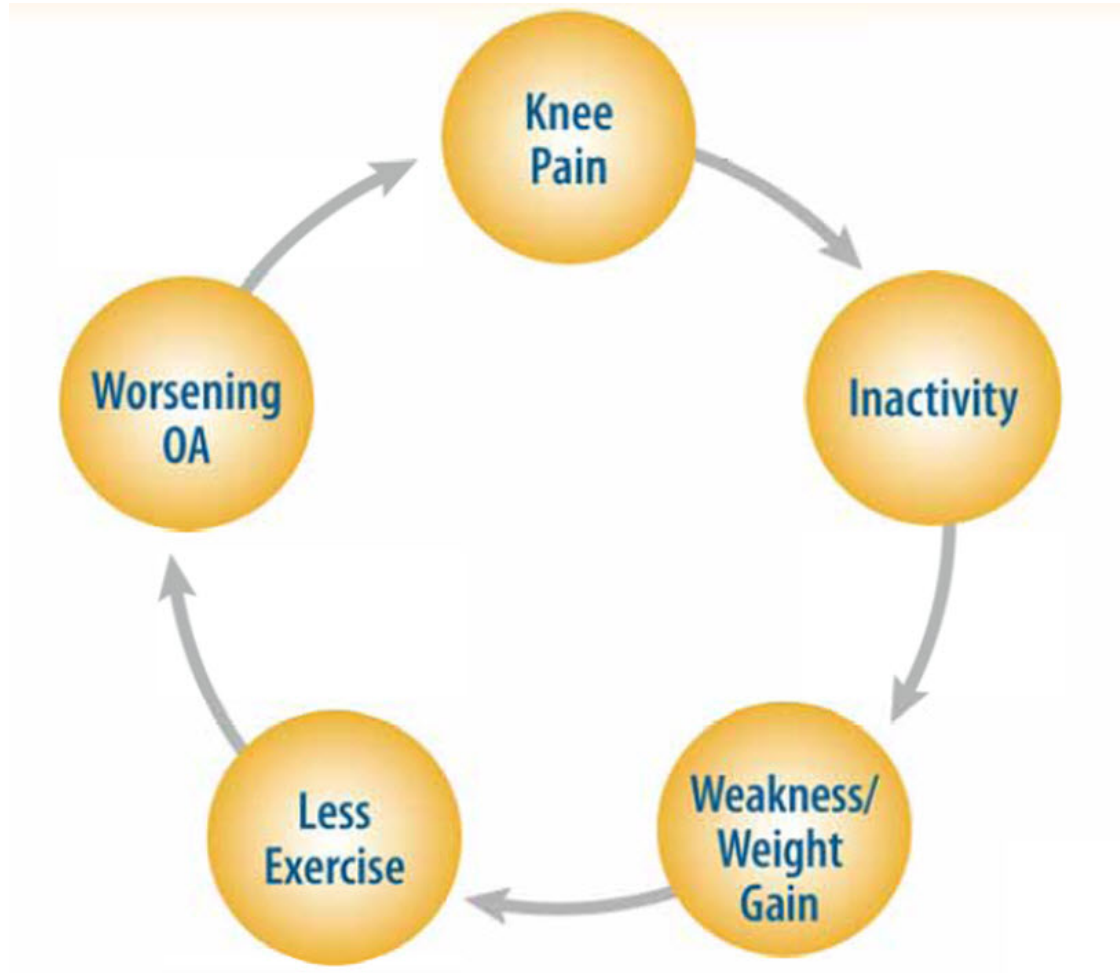 Knee
Pain
Inactivity
Weakness/
Weight
Gain
Less
Exercise
Worsening
OA